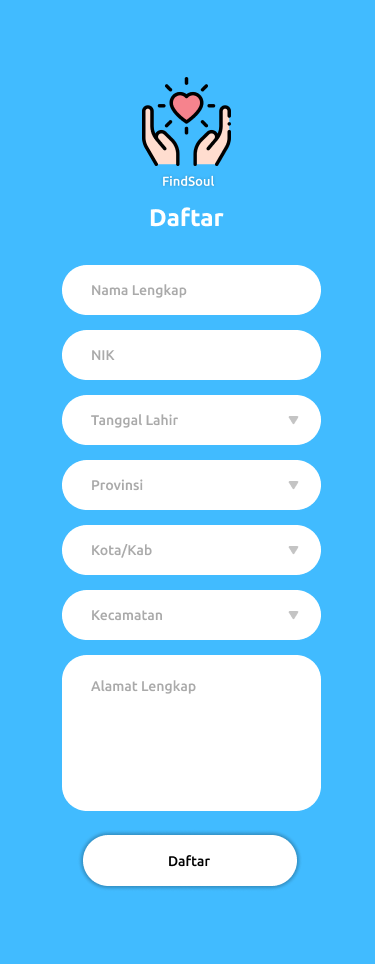 FindSoul
Daftar
Nama Lengkap
NIK
Tanggal Lahir
Provinsi
Kota/Kab
Kecamatan
Alamat Lengkap
Daftar